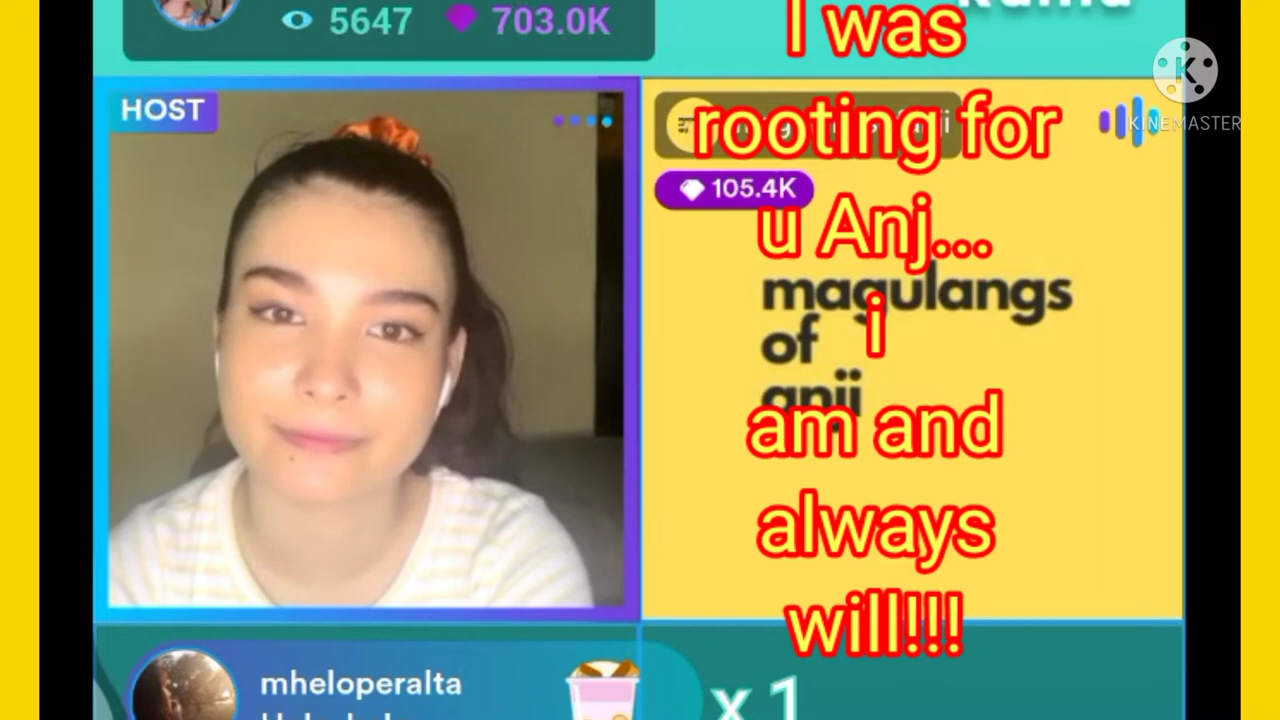 5647
703.0K
I was
HOST
rooting for
KINEMASTER
105.4K
u Anj...
magulangs
i
of
anji
am and
always
will!!!
mheloperalta
x 1